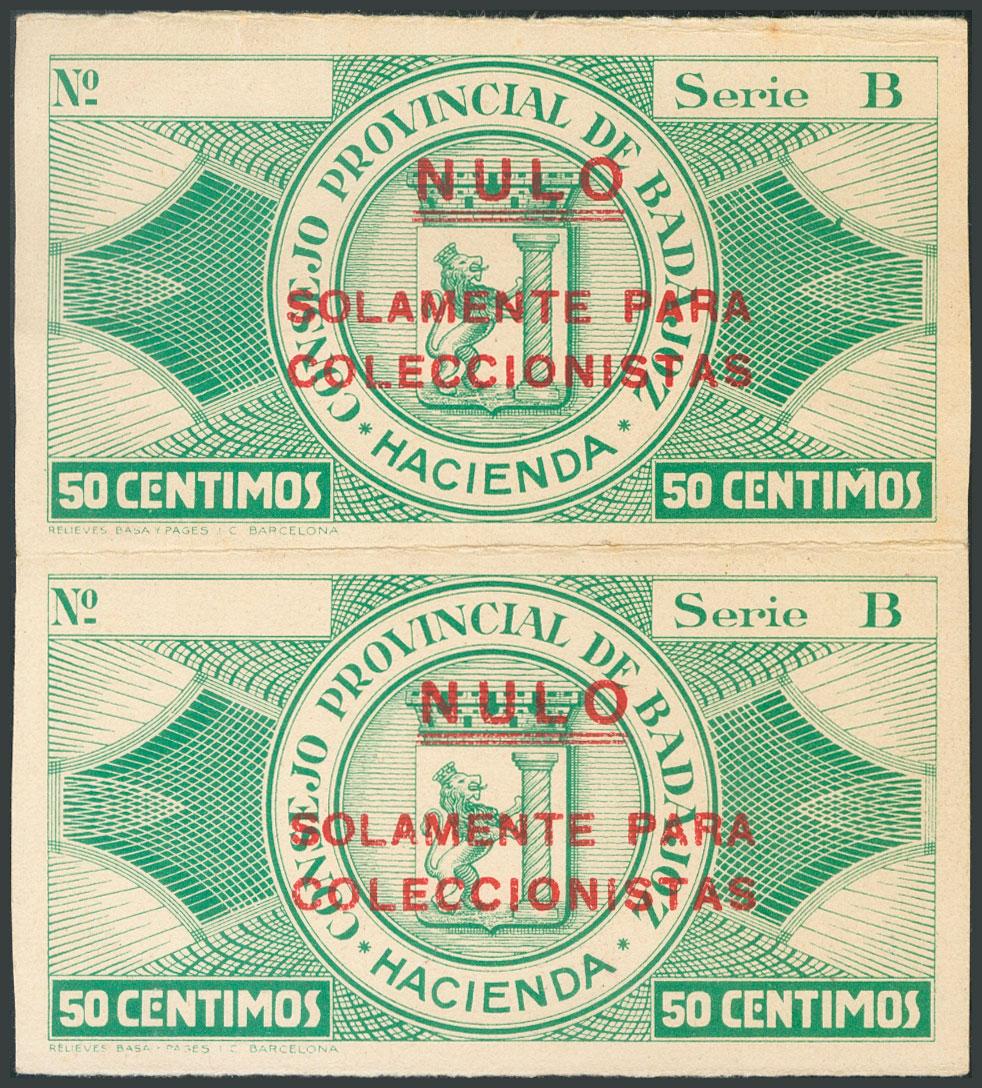 Nº
Serie B
CONSEJO PROVINCIAL DE BADAJOZ
NULO
SOLAMENTE PARA
COLECCIONISTAS
* HACIENDA *
50 CENTIMOS
50 CENTIMOS
RELIEVES BASA Y PAGES I.C. BARCELONA
Nº
Serie B
CONSEJO PROVINCIAL DE BADAJOZ
NULO
SOLAMENTE PARA
COLECCIONISTAS
* HACIENDA *
50 CENTIMOS
50 CENTIMOS
RELIEVES BASA Y PAGES I.C. BARCELONA